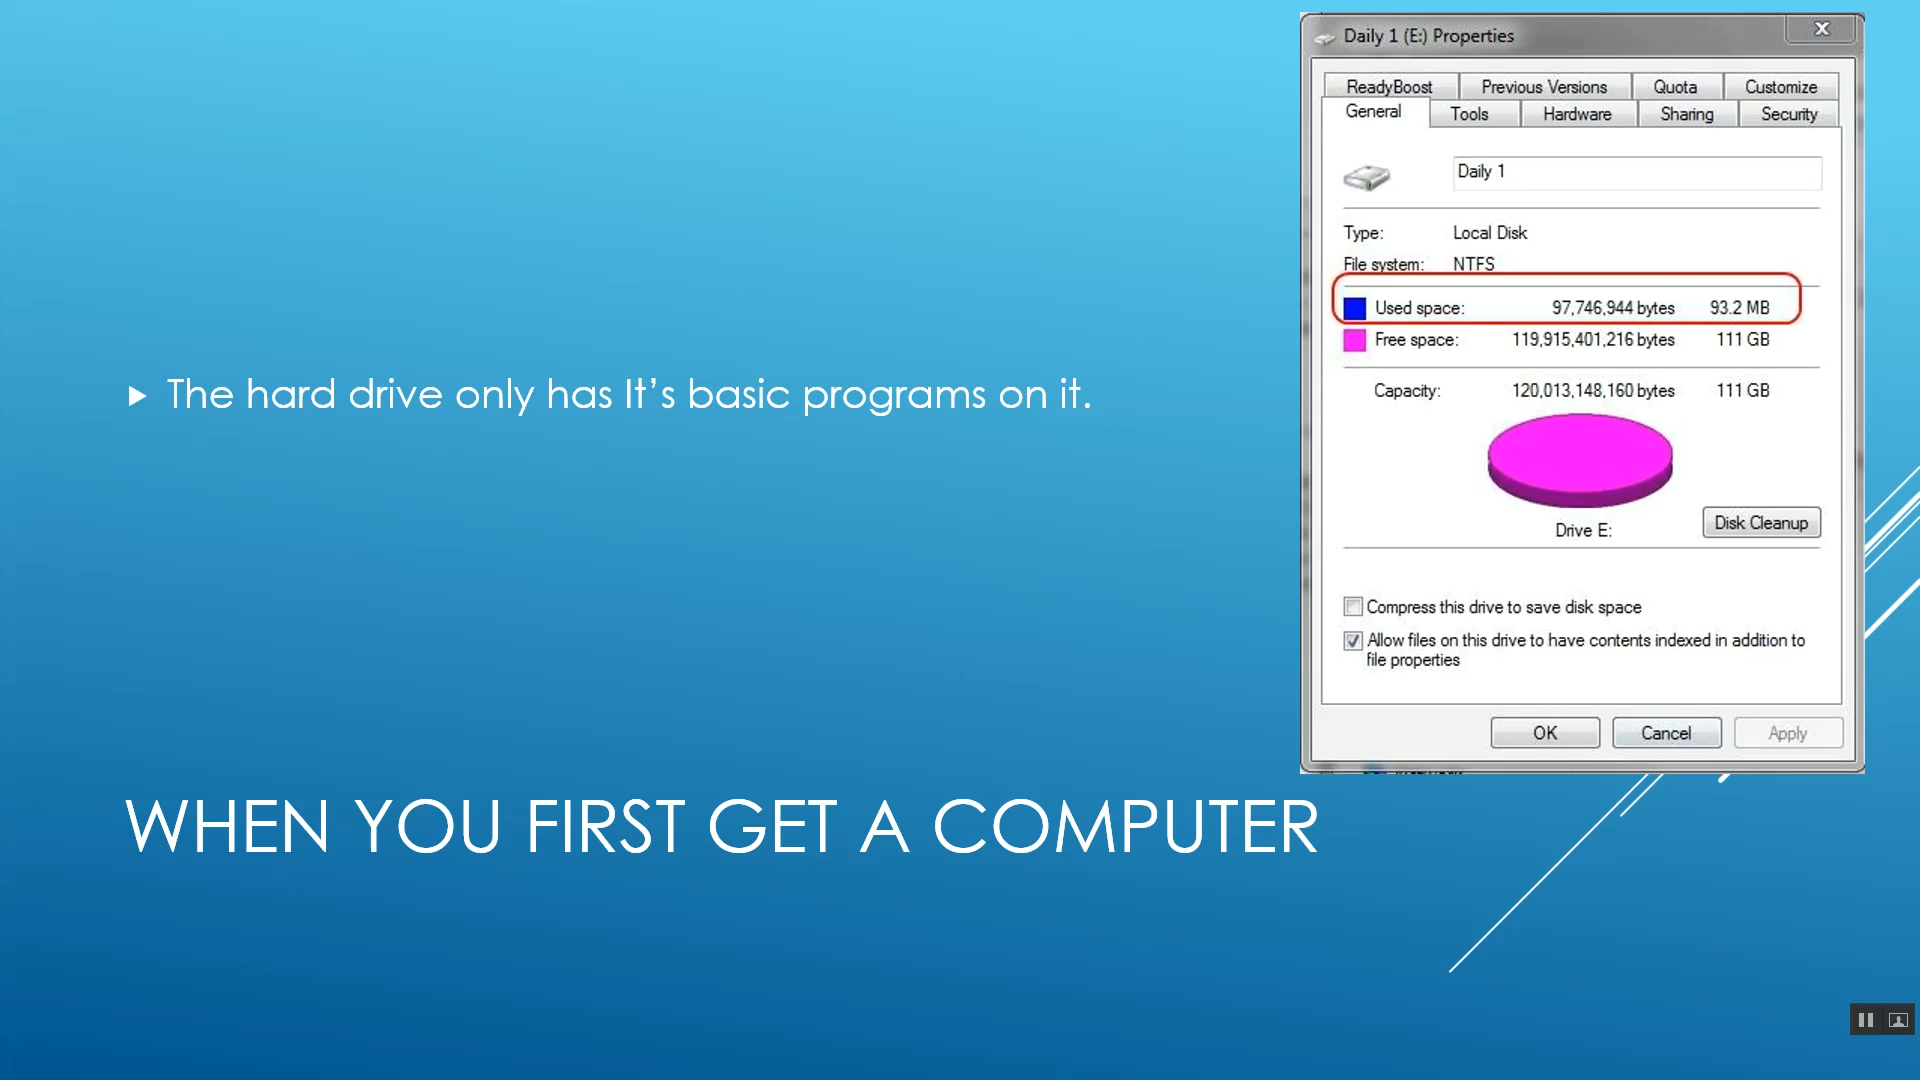 The hard drive only has It's basic programs on it.
WHEN YOU FIRST GET A COMPUTER
Daily 1 (E:) Properties
ReadyBoost Previous Versions Quota Customize
General Tools Hardware Sharing Security
Daily 1
Type: Local Disk
File system: NTFS
Used space: 97,746,944 bytes 93.2 MB
Free space: 119,915,401,216 bytes 111 GB
Capacity: 120,013,148,160 bytes 111 GB
Drive E:
Disk Cleanup
Compress this drive to save disk space
Allow files on this drive to have contents indexed in addition to
file properties
OK Cancel Apply